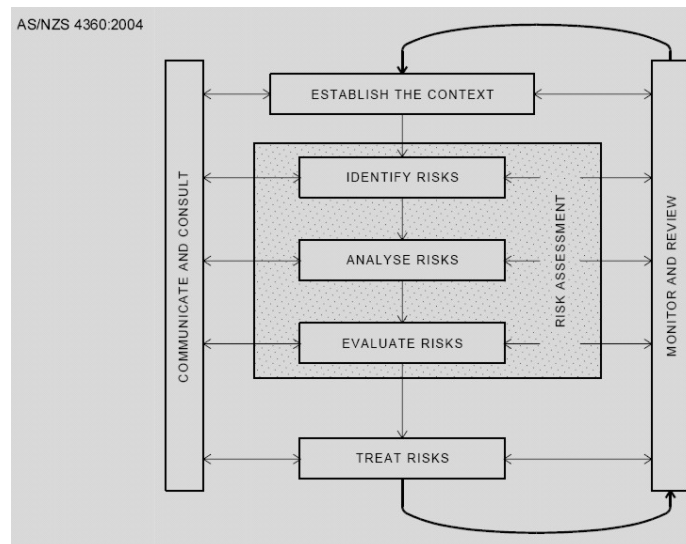 AS/NZS 4360:2004
ESTABLISH THE CONTEXT
IDENTIFY RISKS
ANALYSE RISKS
EVALUATE RISKS
TREAT RISKS
COMMUNICATE AND CONSULT
RISK ASSESSMENT
MONITOR AND REVIEW